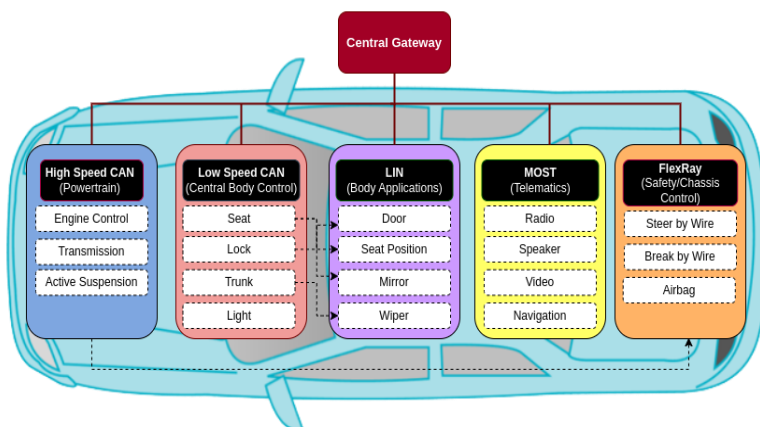 Central Gateway
High Speed CAN
(Powertrain)
Engine Control
Transmission
Active Suspension
Low Speed CAN
(Central Body Control)
Seat
Lock
Trunk
Light
LIN
(Body Applications)
Door
Seat Position
Mirror
Wiper
MOST
(Telematics)
Radio
Speaker
Video
Navigation
FlexRay
(Safety/Chassis
Control)
Steer by Wire
Break by Wire
Airbag